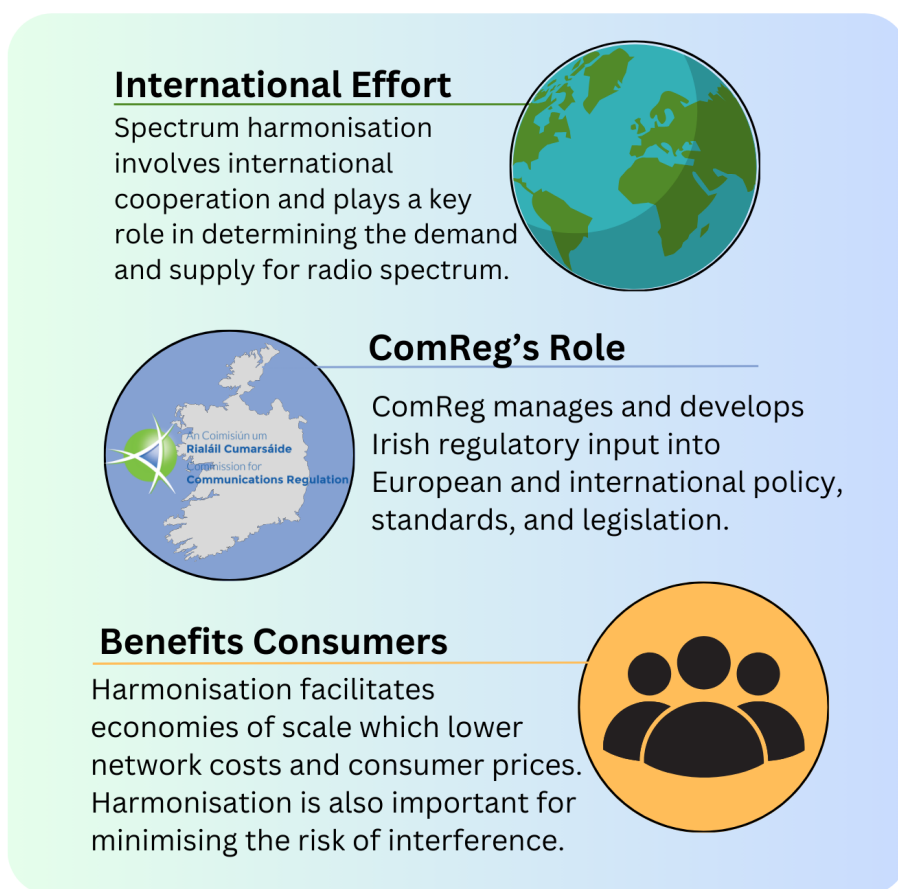 International Effort
Spectrum harmonisation
involves international
cooperation and plays a key
role in determining the demand
and supply for radio spectrum.
ComReg’s Role
An Coimisiún um
Rialáil Cumarsáide
Commission for
Communications Regulation
ComReg manages and develops
Irish regulatory input into
European and international policy,
standards, and legislation.
Benefits Consumers
Harmonisation facilitates
economies of scale which lower
network costs and consumer prices.
Harmonisation is also important for
minimising the risk of interference.